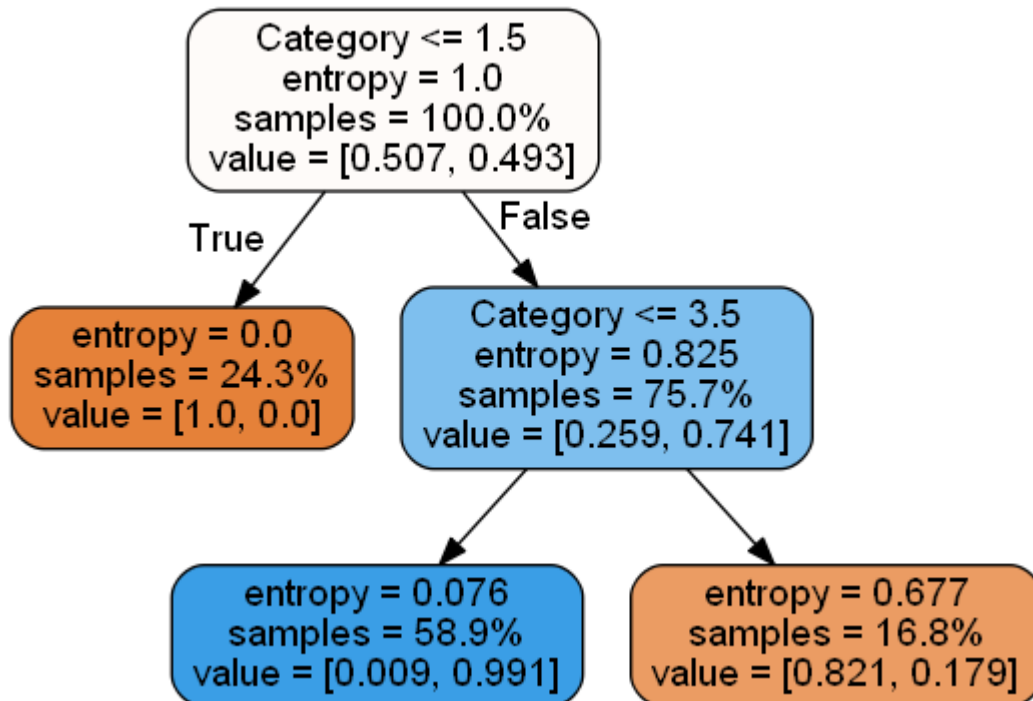 Category <= 1.5
entropy = 1.0
samples = 100.0%
value = [0.507, 0.493]
True
False
entropy = 0.0
samples = 24.3%
value = [1.0, 0.0]
Category <= 3.5
entropy = 0.825
samples = 75.7%
value = [0.259, 0.741]
entropy = 0.076
samples = 58.9%
value = [0.009, 0.991]
entropy = 0.677
samples = 16.8%
value = [0.821, 0.179]